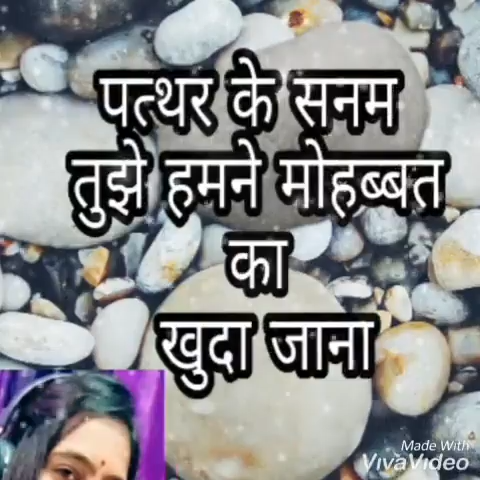 पत्थर के सनम
तुझे हमने मोहब्बत
का
खुदा जाना
Made With
VivaVideo